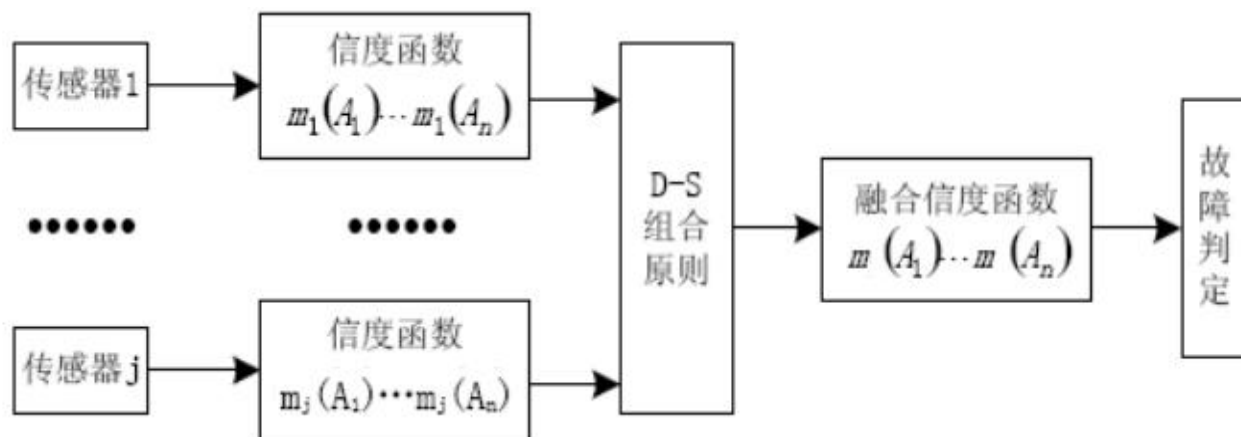 传感器1
信度函数
m₁(A₁)…m₁(Aₙ)
••••••
••••••
传感器j
信度函数
mⱼ(A₁)···mⱼ(Aₙ)
D-S
组合
原则
融合信度函数
m (A₁)…m (Aₙ)
故
障
判
定